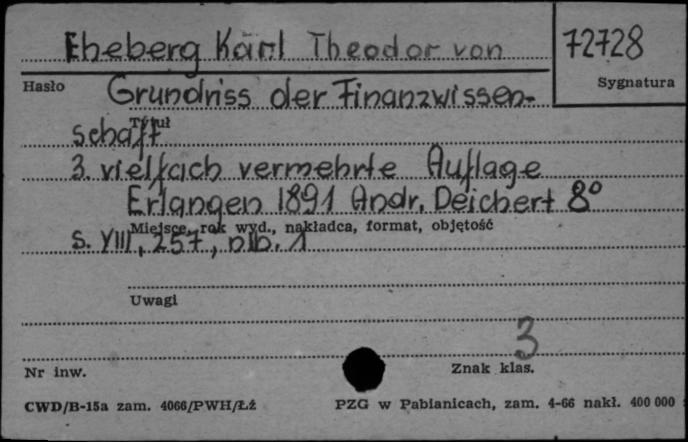 Eheberg Karl Theodor von
72728
Hasło
Sygnatura
Grundriss der Finanzwissen-
Tytuł
schaft
3. vielfach vermehrte Auflage
Erlangen 1891 Andr. Deichert 8°
Miejsce, rok wyd., nakładca, format, objętość
s. VIII, 257, nlb. 1
Uwagi
3
Nr inw.
Znak klas.
CWD/B-15a zam. 4066/PWH/Łż
PZG w Pabianicach, zam. 4-66 nakł. 400 000